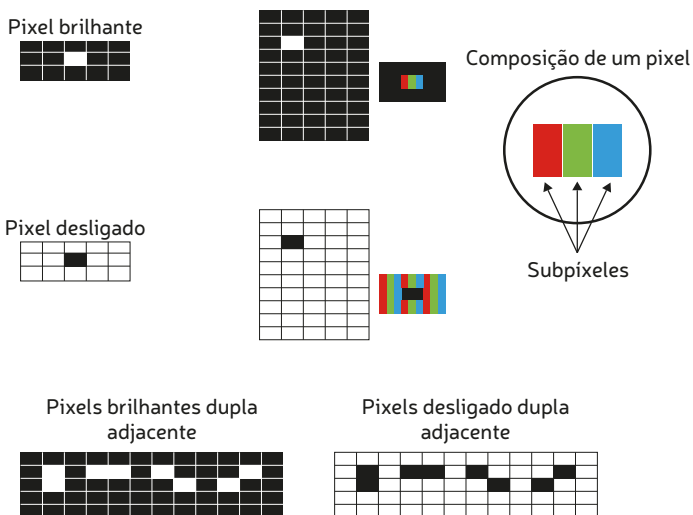 Pixel brilhante
Composição de um pixel
Pixel desligado
Subpíxeles
Pixels brilhantes dupla
adjacente
Pixels desligado dupla
adjacente